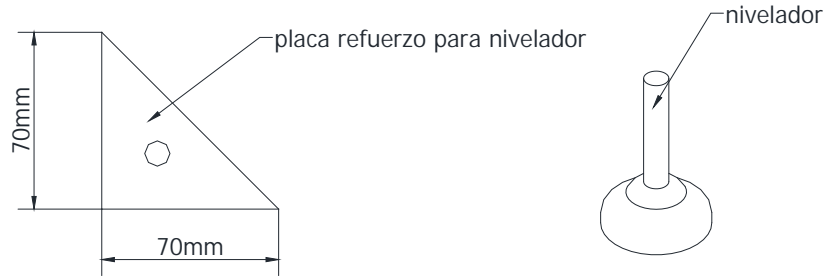 nivelador
placa refuerzo para nivelador
70mm
70mm